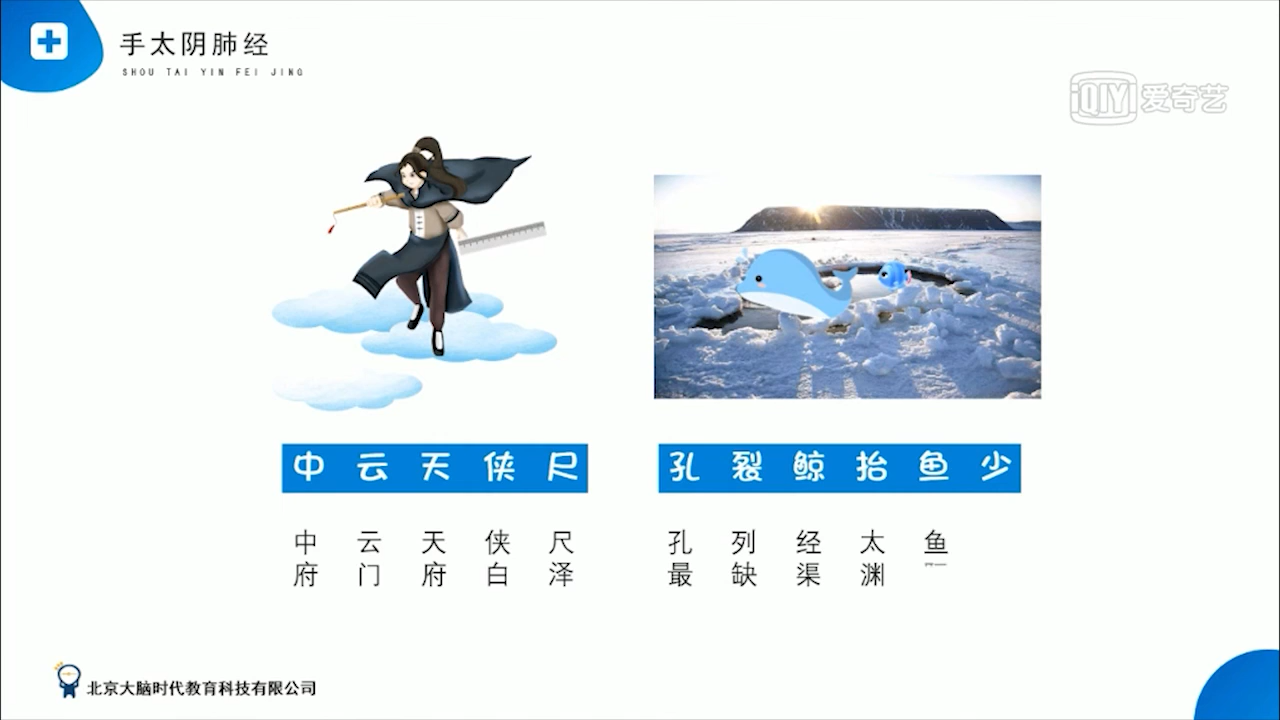 手太阴肺经
SHOU TAI YIN FEI JING
iQIYI 爱奇艺
中云天侠尺
孔裂鲸抬鱼少
中府 云门 天府 侠白 尺泽
孔最 列缺 经渠 太渊 鱼
北京大脑时代教育科技有限公司